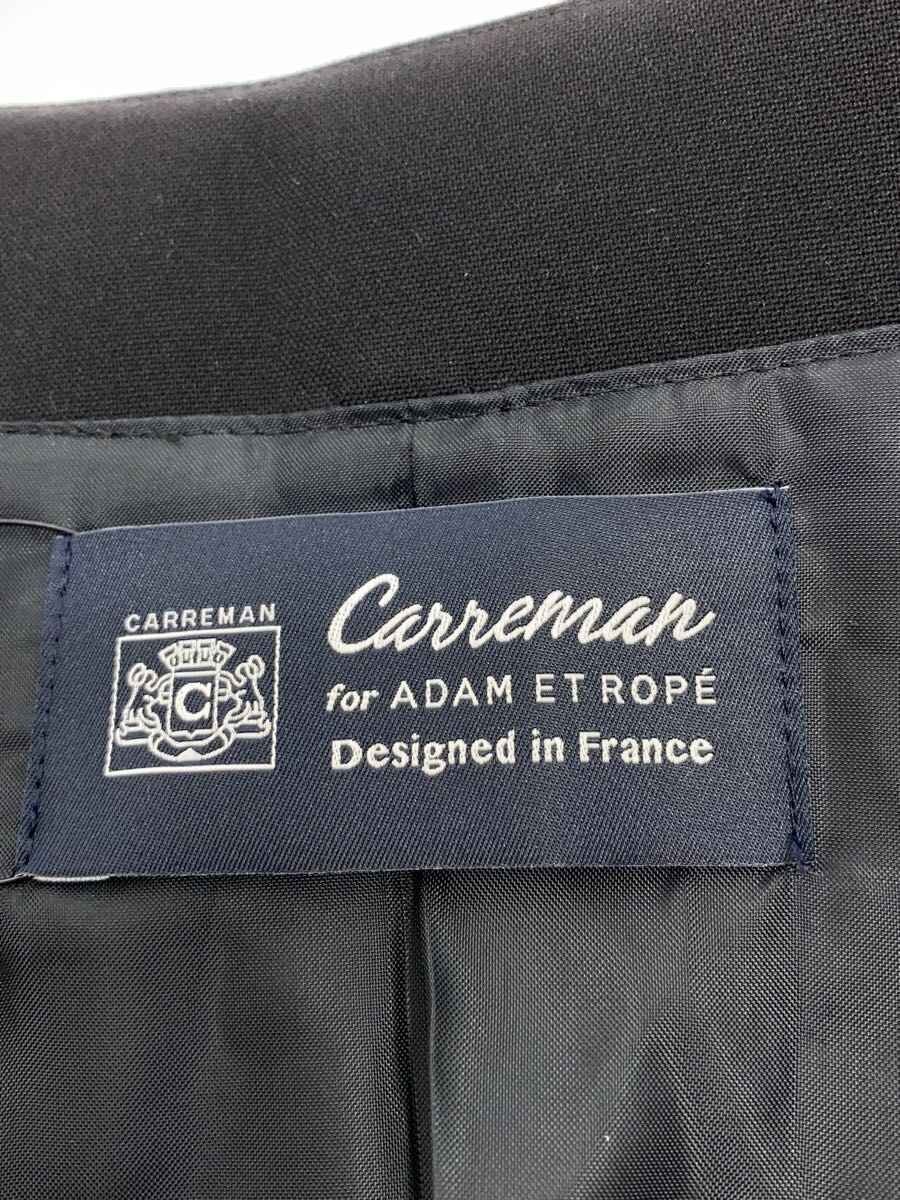 CARREMAN
C
Carreman
for ADAM ET ROPÉ
Designed in France